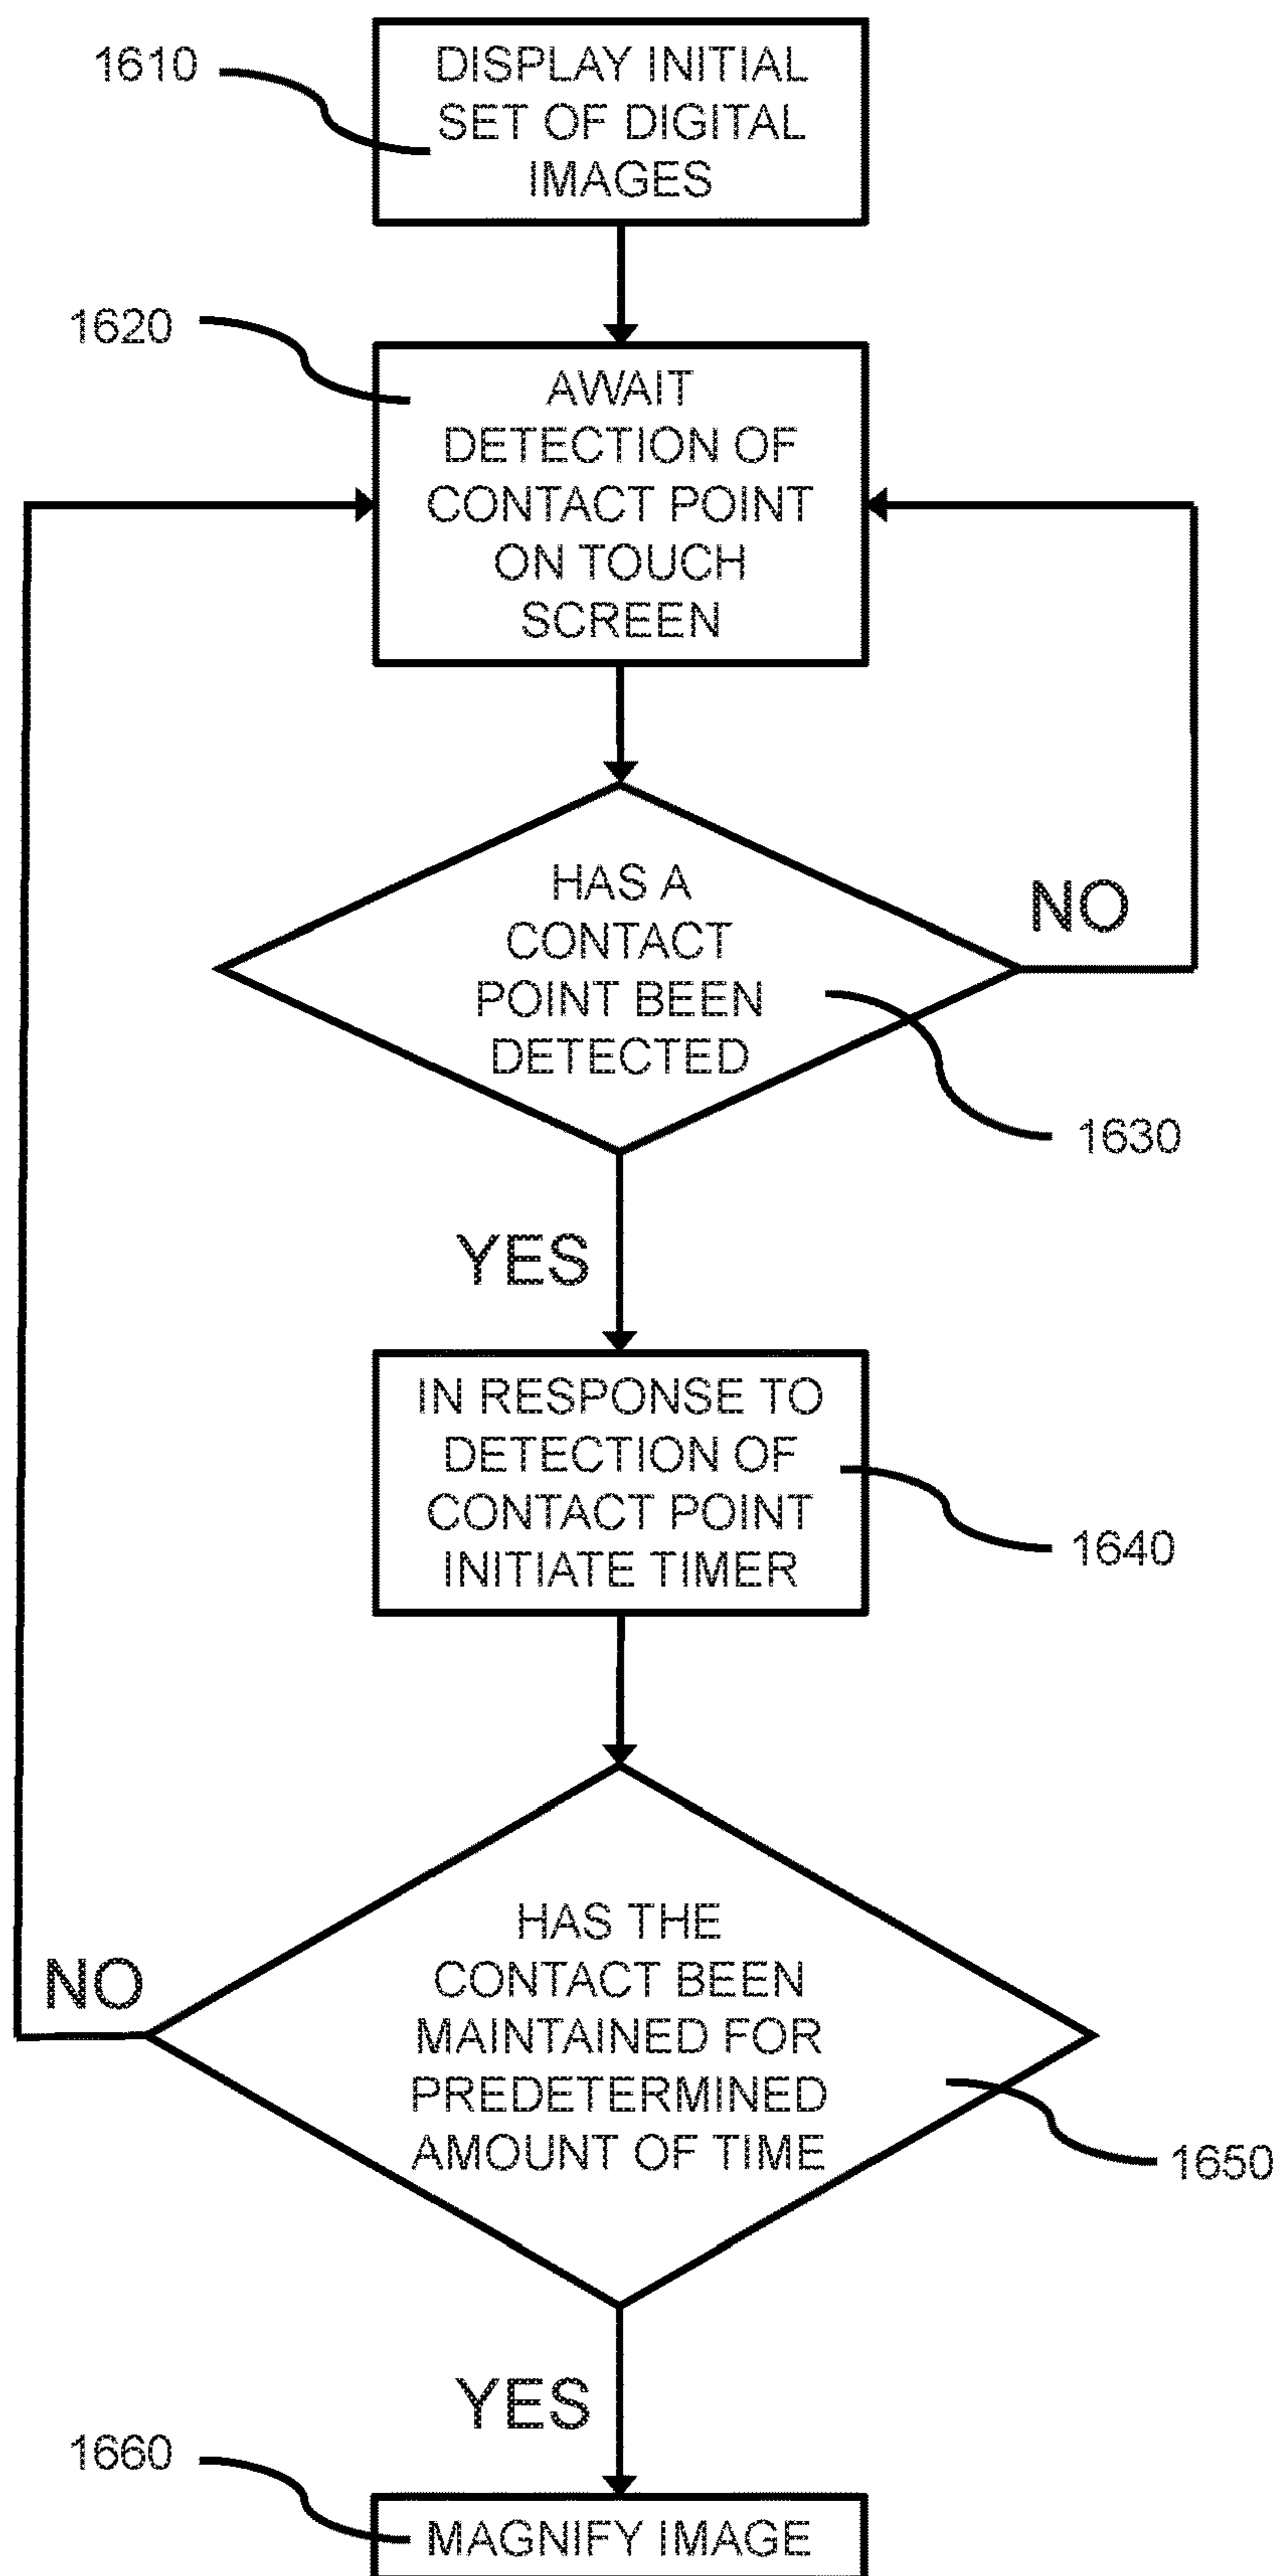 1610
DISPLAY INITIAL
SET OF DIGITAL
IMAGES
1620
AWAIT
DETECTION OF
CONTACT POINT
ON TOUCH
SCREEN
HAS A
CONTACT
POINT BEEN
DETECTED
NO
1630
YES
IN RESPONSE TO
DETECTION OF
CONTACT POINT
INITIATE TIMER
1640
HAS THE
CONTACT BEEN
MAINTAINED FOR
PREDETERMINED
AMOUNT OF TIME
NO
1650
YES
1660
MAGNIFY IMAGE